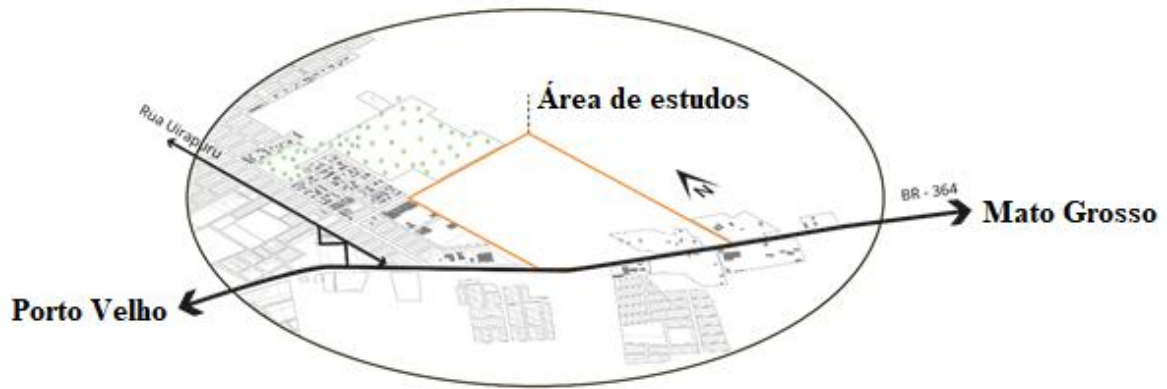 Área de estudos
Rua Uirapuru
N
BR - 364
Mato Grosso
Porto Velho